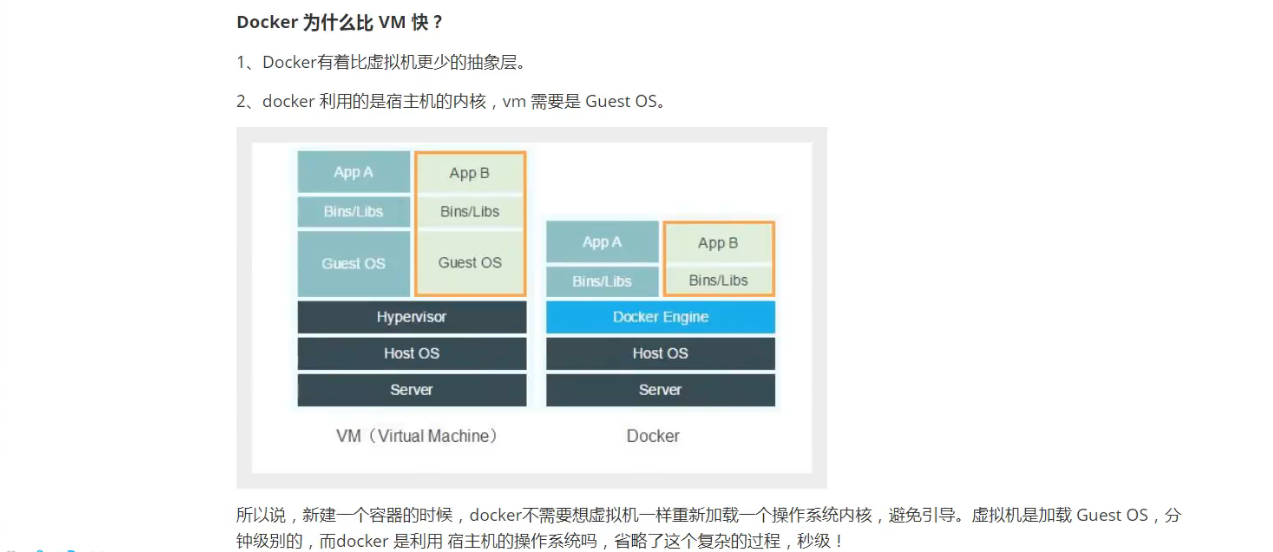 Docker 为什么比 VM 快？
1、Docker有着比虚拟机更少的抽象层。
2、docker 利用的是宿主机的内核，vm 需要是 Guest OS。
App A
App B
Bins/Libs
Bins/Libs
Guest OS
Guest OS
App A
App B
Bins/Libs
Bins/Libs
Hypervisor
Docker Engine
Host OS
Host OS
Server
Server
VM（Virtual Machine）
Docker
所以说，新建一个容器的时候，docker不需要想虚拟机一样重新加载一个操作系统内核，避免引导。虚拟机是加载 Guest OS，分
钟级别的，而docker 是利用 宿主机的操作系统吗，省略了这个复杂的过程，秒级！